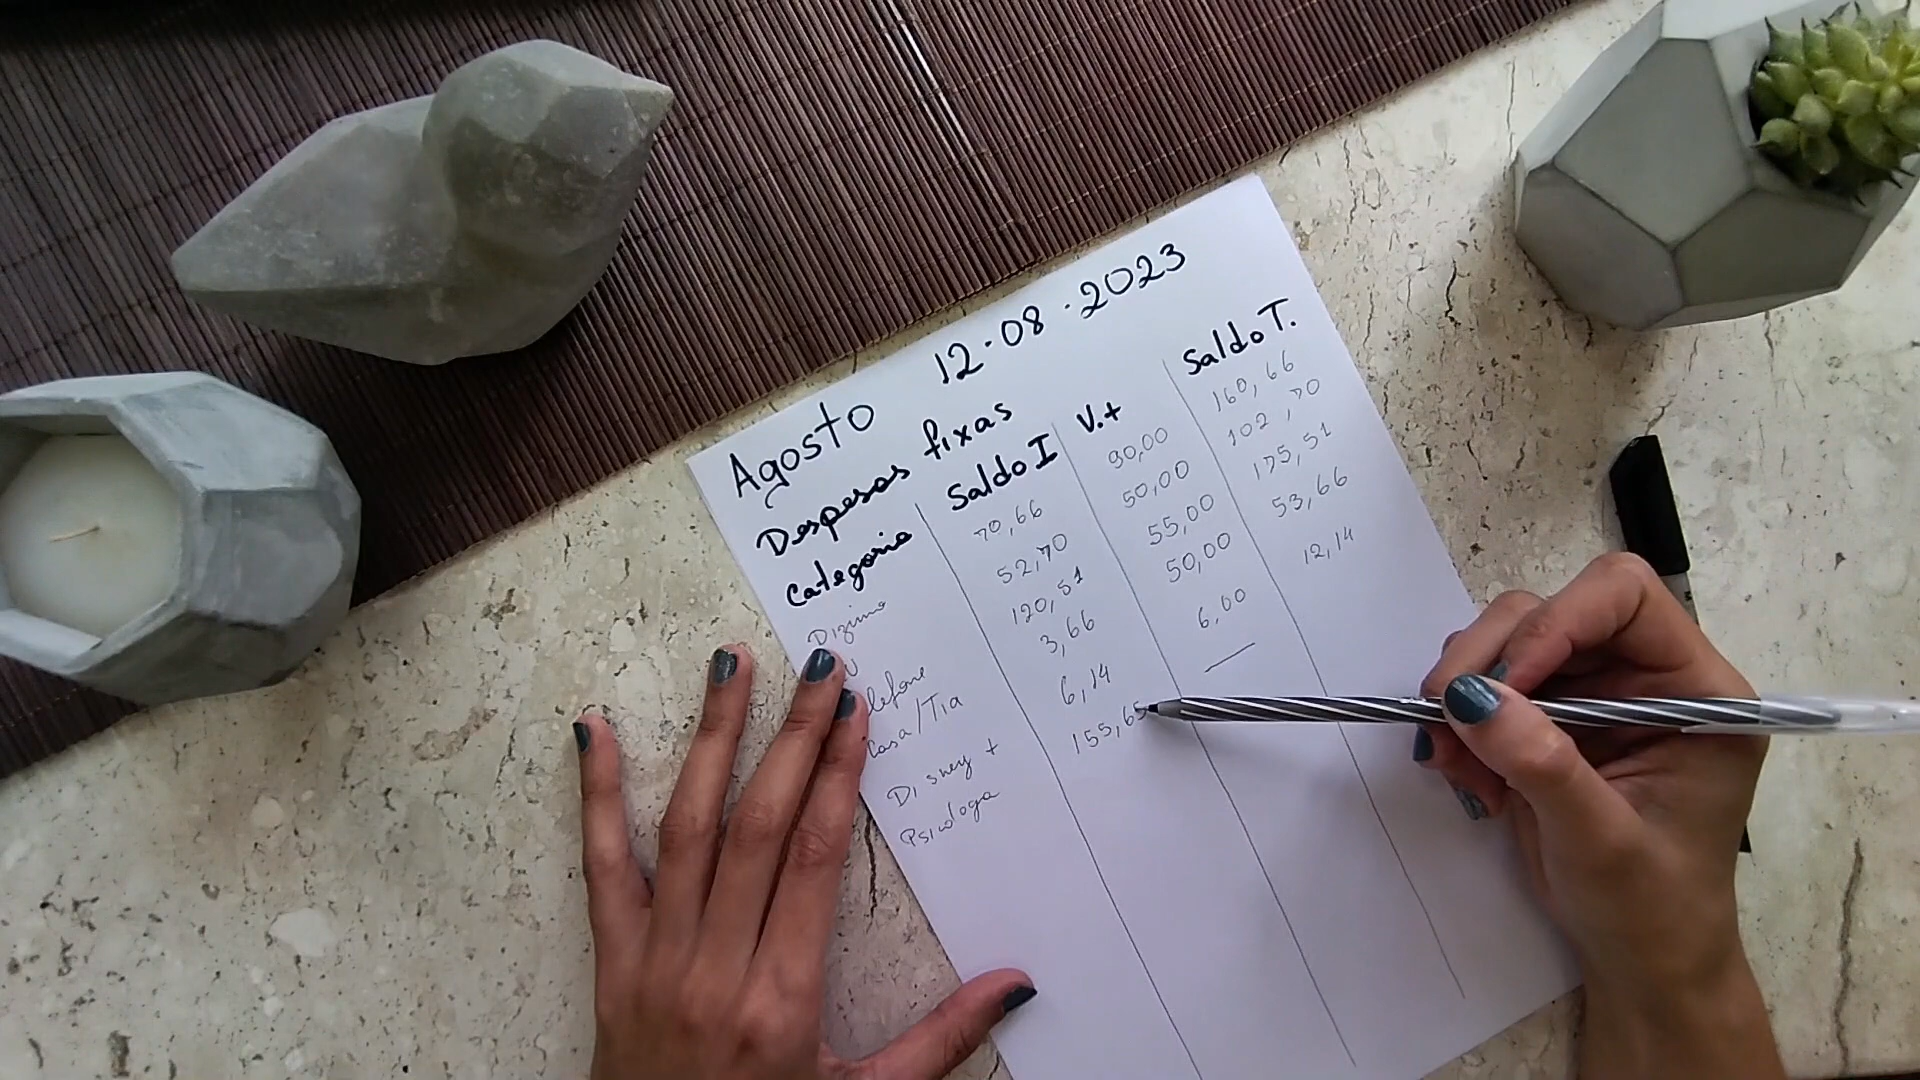 Agosto 12.08.2023
Despesas fixas
Categoria Saldo I V.+ Saldo T.
Dizimo 70,66 90,00 160,66
52,70 50,00 102,70
lefone 120,51 55,00 175,51
Casa/Tia 3,66 50,00 53,66
Disney + 6,14 6,00 12,14
Psicologa 155,65 —